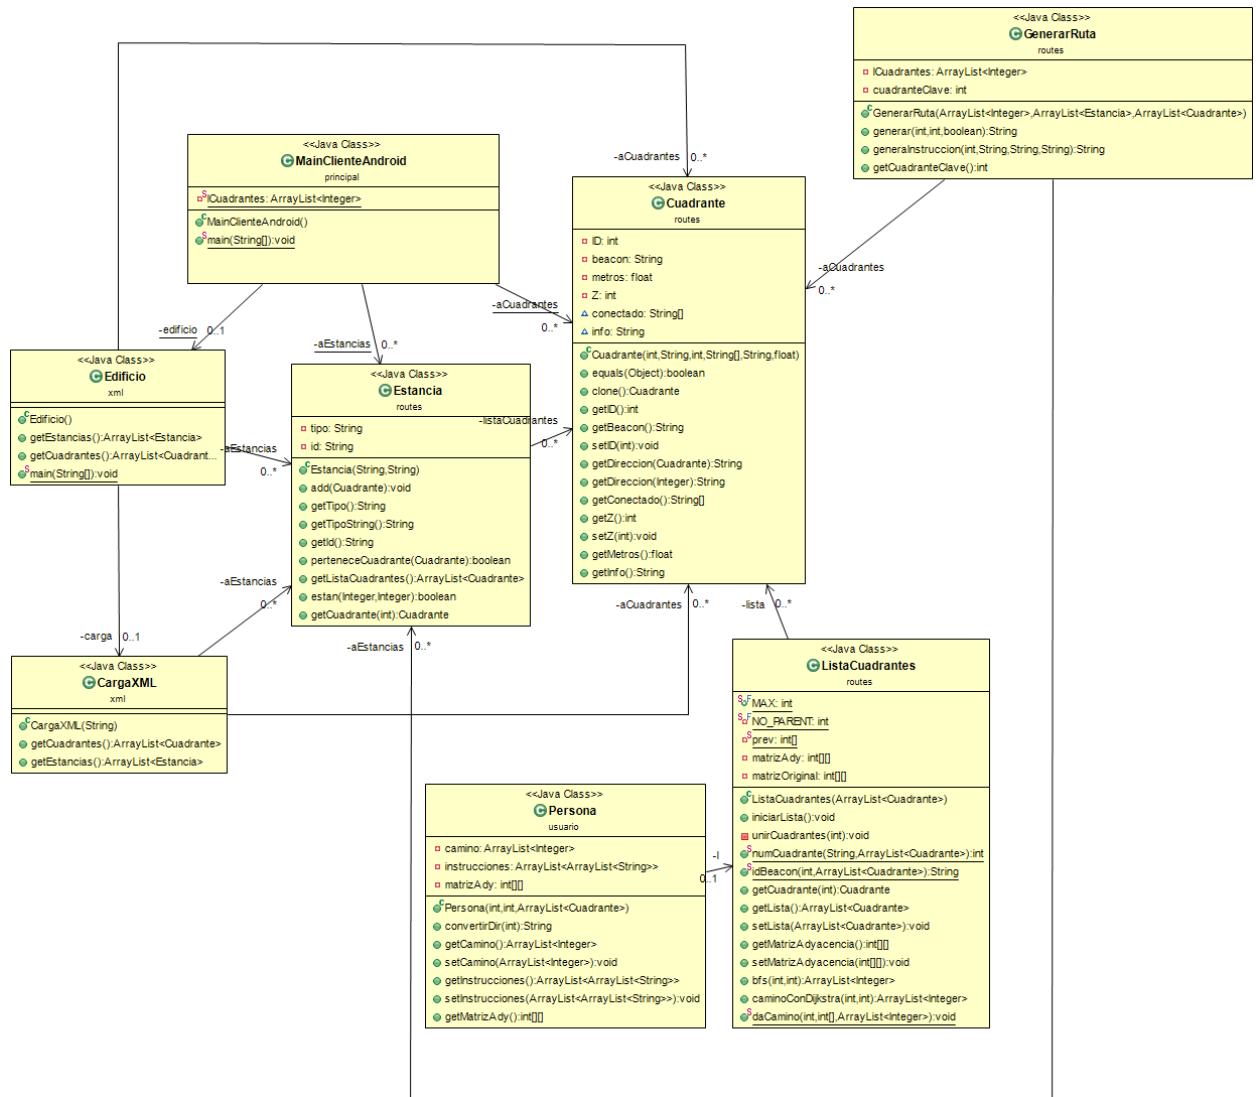 <<Java Class>>
GenerarRuta
routes
lCuadrantes: ArrayList<Integer>
cuadranteClave: int
GenerarRuta(ArrayList<Integer>,ArrayList<Estancia>,ArrayList<Cuadrante>)
generar(int,int,boolean):String
generaInstruccion(int,String,String,String):String
getCuadranteClave():int
<<Java Class>>
MainClienteAndroid
principal
lCuadrantes: ArrayList<Integer>
MainClienteAndroid()
main(String[]):void
-aCuadrantes 0..*
<<Java Class>>
Cuadrante
routes
ID: int
beacon: String
metros: float
Z: int
conectado: String[]
info: String
Cuadrante(int,String,int,String[],String,float)
equals(Object):boolean
clone():Cuadrante
getID():int
getBeacon():String
setID(int):void
getDireccion(Cuadrante):String
getDireccion(Integer):String
getConectado():String[]
getZ():int
setZ(int):void
getMetros():float
getInfo():String
-aCuadrantes
0..*
-aCuadrantes
0..*
-edificio 0..1
-aEstancias 0..*
<<Java Class>>
Edificio
xml
Edificio()
getEstancias():ArrayList<Estancia>
getCuadrantes():ArrayList<Cuadrant...
main(String[]):void
-aEstancias
0..*
<<Java Class>>
Estancia
routes
tipo: String
id: String
Estancia(String,String)
add(Cuadrante):void
getTipo():String
getTipoString():String
getId():String
perteneceCuadrante(Cuadrante):boolean
getListaCuadrantes():ArrayList<Cuadrante>
estan(Integer,Integer):boolean
getCuadrante(int):Cuadrante
-listaCuadrantes
0..*
-aEstancias
0..*
-carga 0..1
-aEstancias 0..*
-aCuadrantes 0..*
-lista 0..*
<<Java Class>>
CargaXML
xml
CargaXML(String)
getCuadrantes():ArrayList<Cuadrante>
getEstancias():ArrayList<Estancia>
<<Java Class>>
ListaCuadrantes
routes
MAX: int
NO_PARENT: int
prev: int[]
matrizAdy: int[][]
matrizOriginal: int[][]
ListaCuadrantes(ArrayList<Cuadrante>)
iniciarLista():void
unirCuadrantes(int):void
numCuadrante(String,ArrayList<Cuadrante>):int
idBeacon(int,ArrayList<Cuadrante>):String
getCuadrante(int):Cuadrante
getLista():ArrayList<Cuadrante>
setLista(ArrayList<Cuadrante>):void
getMatrizAdyacencia():int[][]
setMatrizAdyacencia(int[][]):void
bfs(int,int):ArrayList<Integer>
caminoConDijkstra(int,int):ArrayList<Integer>
daCamino(int,int[],ArrayList<Integer>):void
<<Java Class>>
Persona
usuario
camino: ArrayList<Integer>
instrucciones: ArrayList<ArrayList<String>>
matrizAdy: int[][]
Persona(int,int,ArrayList<Cuadrante>)
convertirDir(int):String
getCamino():ArrayList<Integer>
setCamino(ArrayList<Integer>):void
getInstrucciones():ArrayList<ArrayList<String>>
setInstrucciones(ArrayList<ArrayList<String>>):void
getMatrizAdy():int[][]
-l
0..1